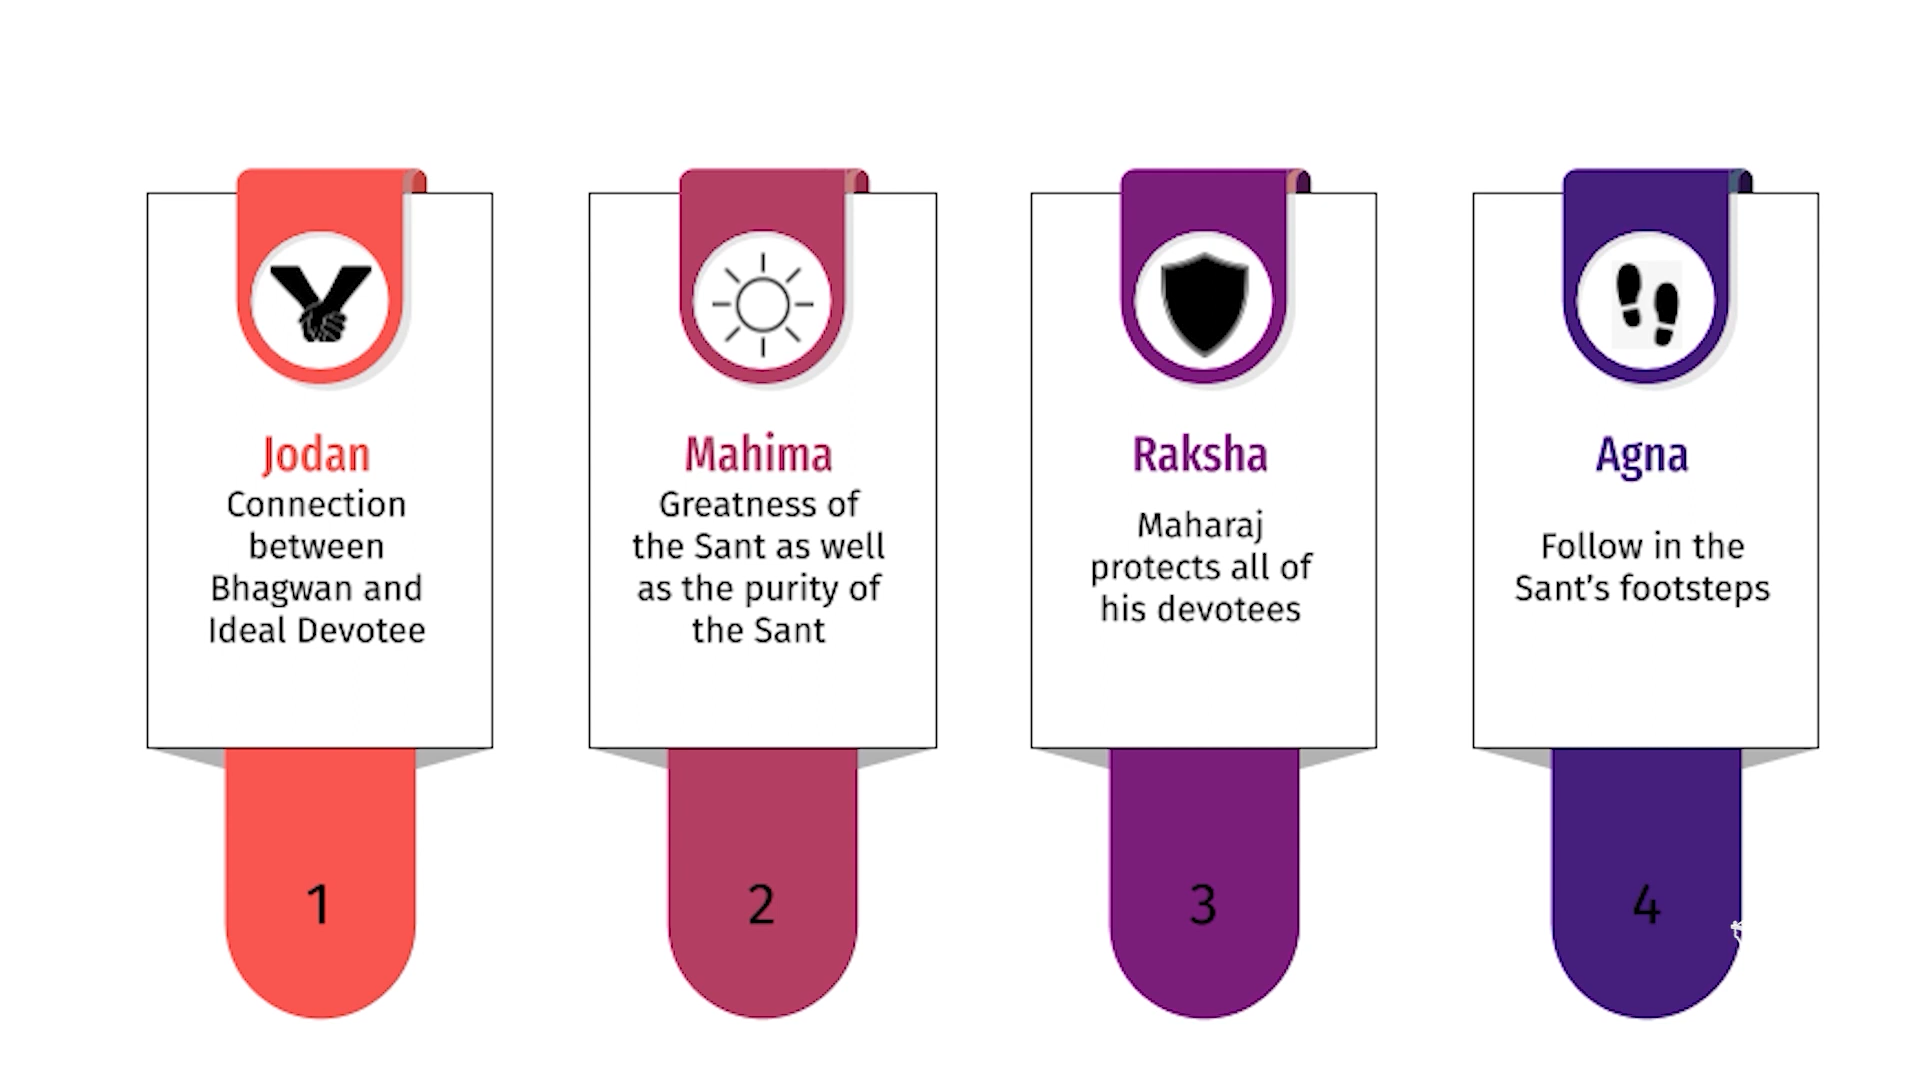 Jodan
Connection
between
Bhagwan and
Ideal Devotee
1
Mahima
Greatness of
the Sant as well
as the purity of
the Sant
2
Raksha
Maharaj
protects all of
his devotees
3
Agna
Follow in the
Sant's footsteps
4